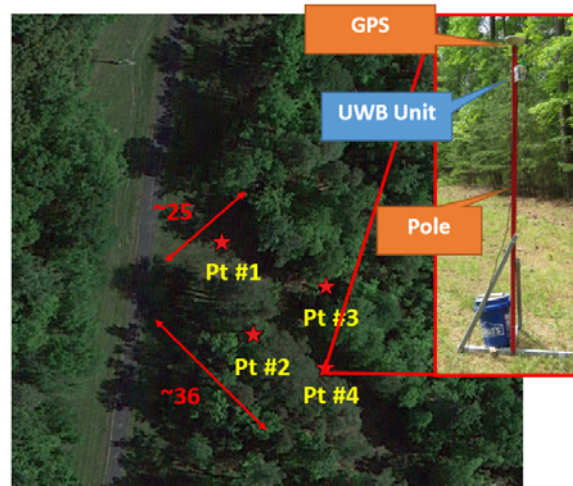 GPS
UWB Unit
Pole
~25
Pt #1
Pt #3
Pt #2
Pt #4
~36